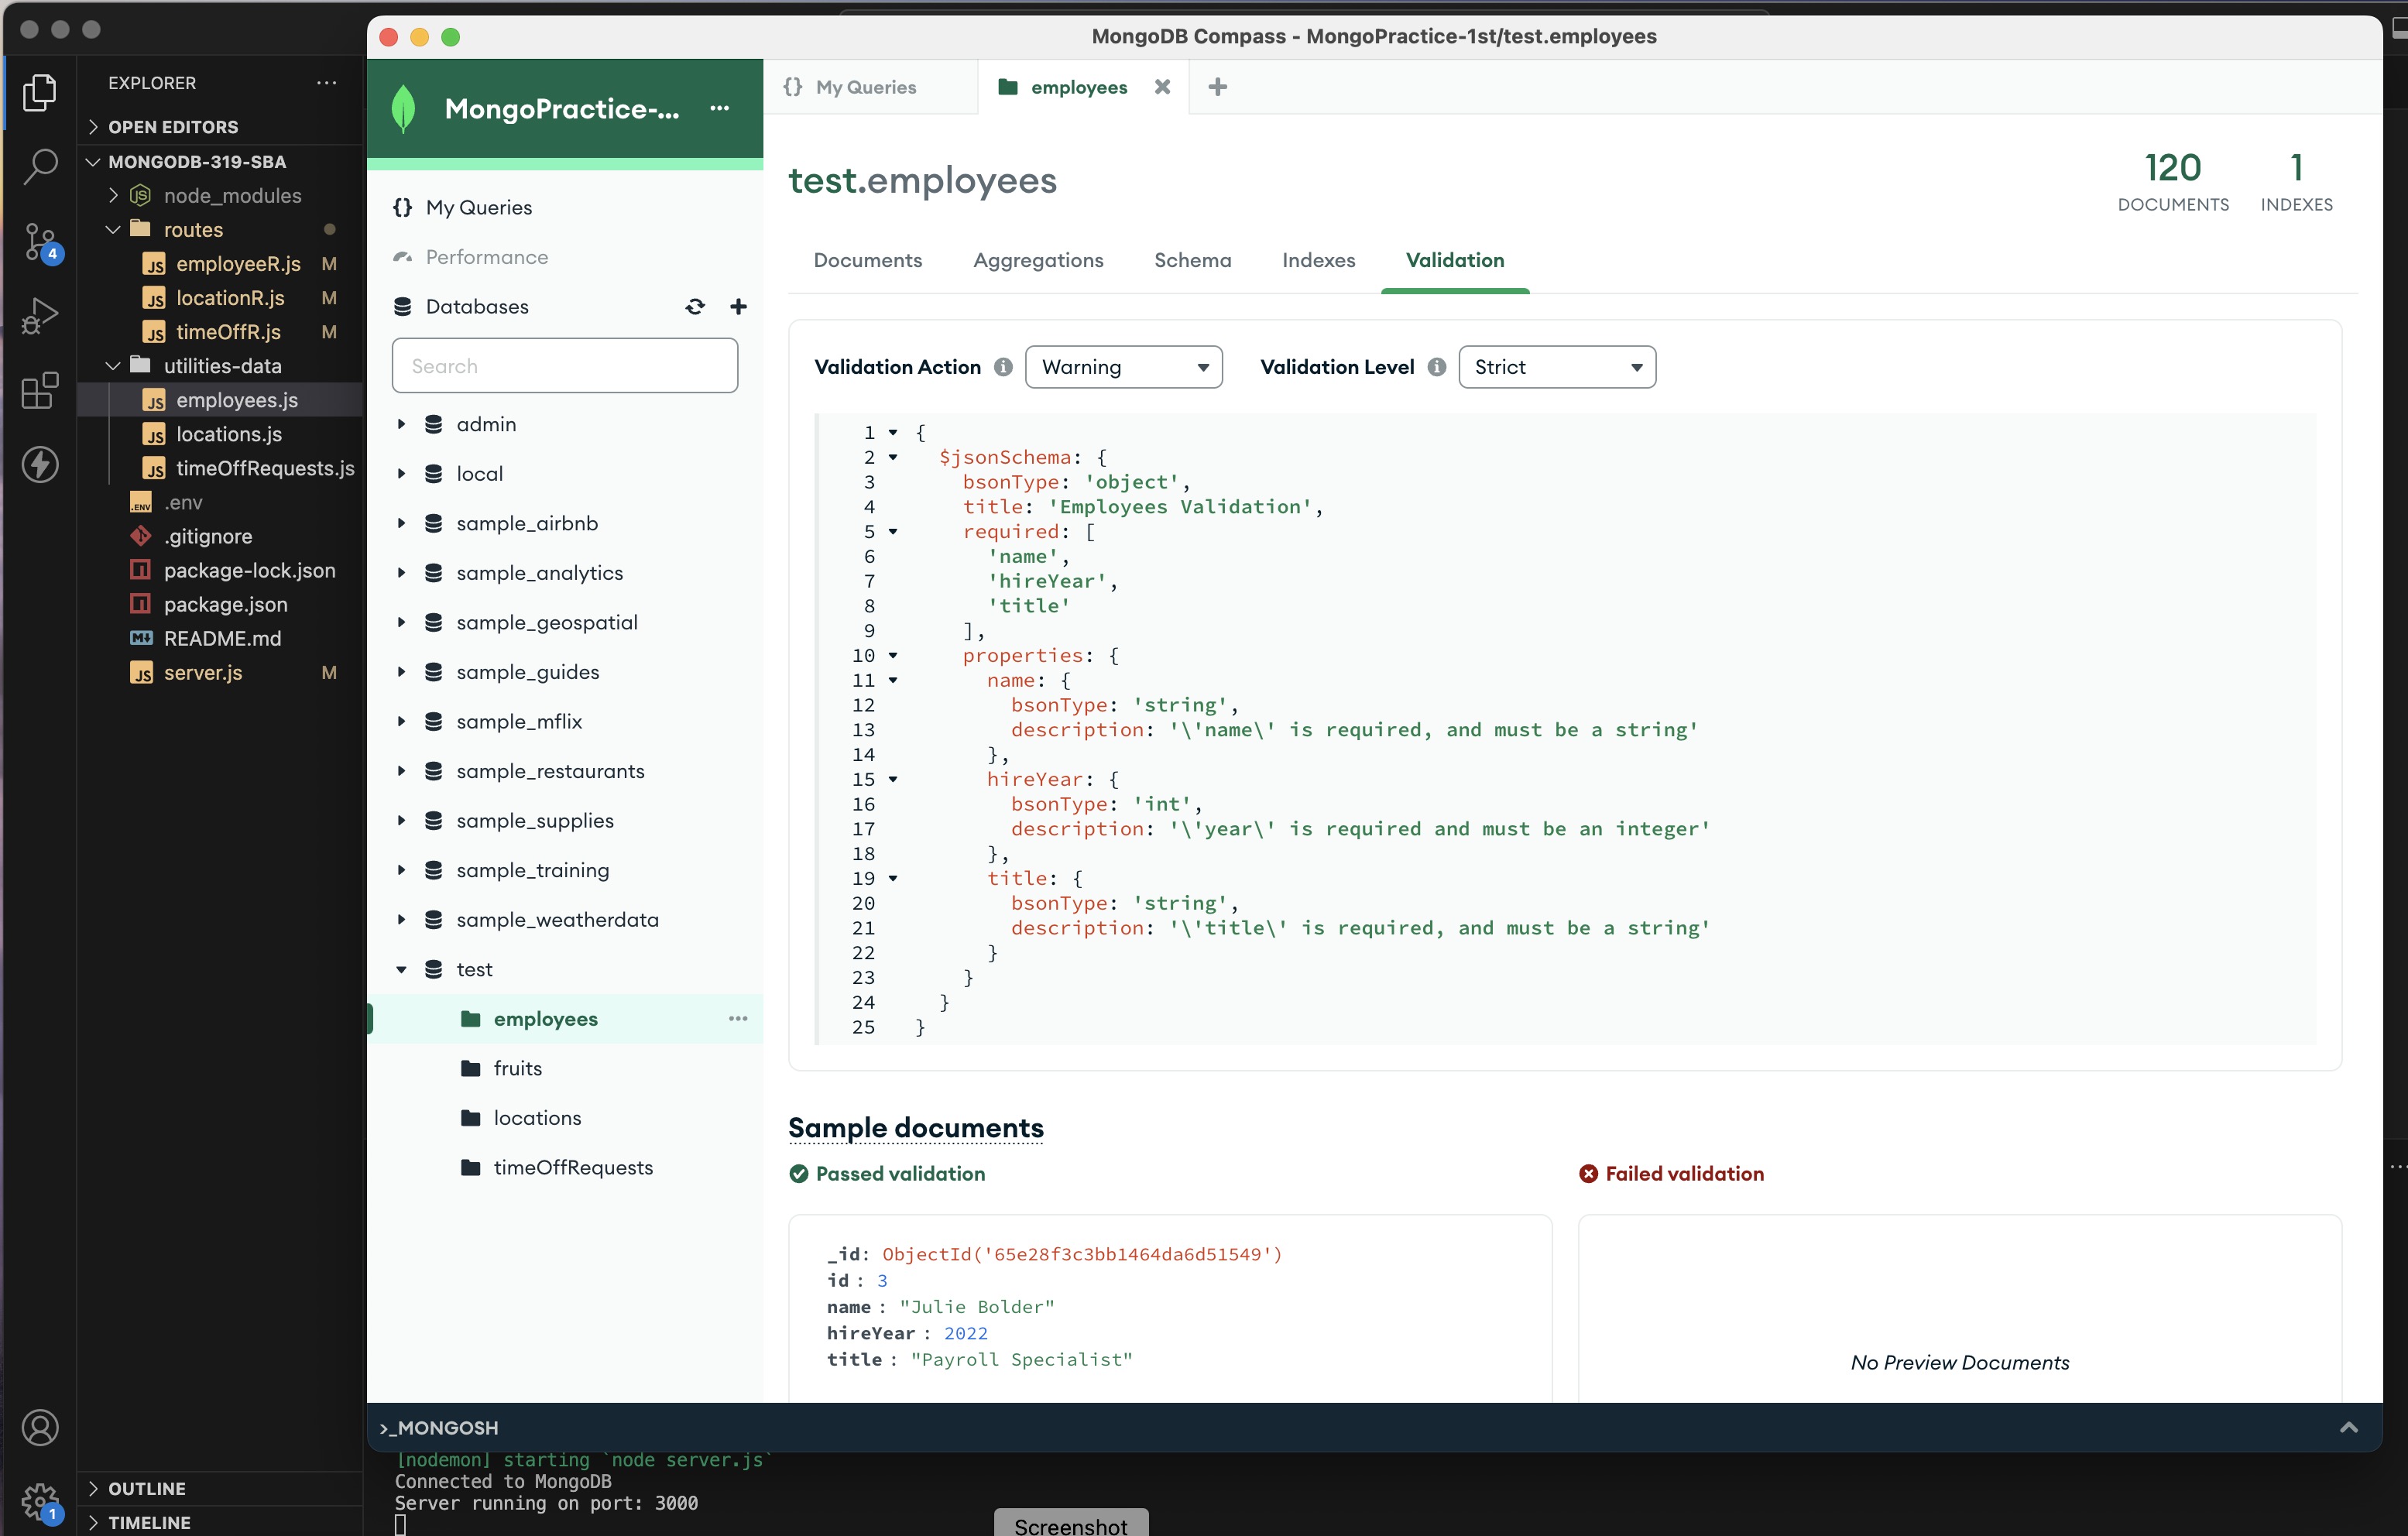 EXPLORER
OPEN EDITORS
MONGODB-319-SBA
node_modules
routes
employeeR.js M
locationR.js M
timeOffR.js M
utilities-data
employees.js
locations.js
timeOffRequests.js
.env
.gitignore
package-lock.json
package.json
README.md
server.js M
4
1
OUTLINE
TIMELINE
MongoDB Compass - MongoPractice-1st/test.employees
MongoPractice-...
My Queries
Performance
Databases
Search
admin
local
sample_airbnb
sample_analytics
sample_geospatial
sample_guides
sample_mflix
sample_restaurants
sample_supplies
sample_training
sample_weatherdata
test
employees
fruits
locations
timeOffRequests
{} My Queries
employees
test.employees
120
DOCUMENTS
1
INDEXES
Documents Aggregations Schema Indexes Validation
Validation Action Warning Validation Level Strict
1 {
2 $jsonSchema: {
3 bsonType: 'object',
4 title: 'Employees Validation',
5 required: [
6 'name',
7 'hireYear',
8 'title'
9 ],
10 properties: {
11 name: {
12 bsonType: 'string',
13 description: '\'name\' is required, and must be a string'
14 },
15 hireYear: {
16 bsonType: 'int',
17 description: '\'year\' is required and must be an integer'
18 },
19 title: {
20 bsonType: 'string',
21 description: '\'title\' is required, and must be a string'
22 }
23 }
24 }
25 }
Sample documents
Passed validation
Failed validation
_id: ObjectId('65e28f3c3bb1464da6d51549')
id : 3
name : "Julie Bolder"
hireYear : 2022
title : "Payroll Specialist"
No Preview Documents
>_MONGOSH
[nodemon] starting `node server.js`
Connected to MongoDB
Server running on port: 3000
Screenshot